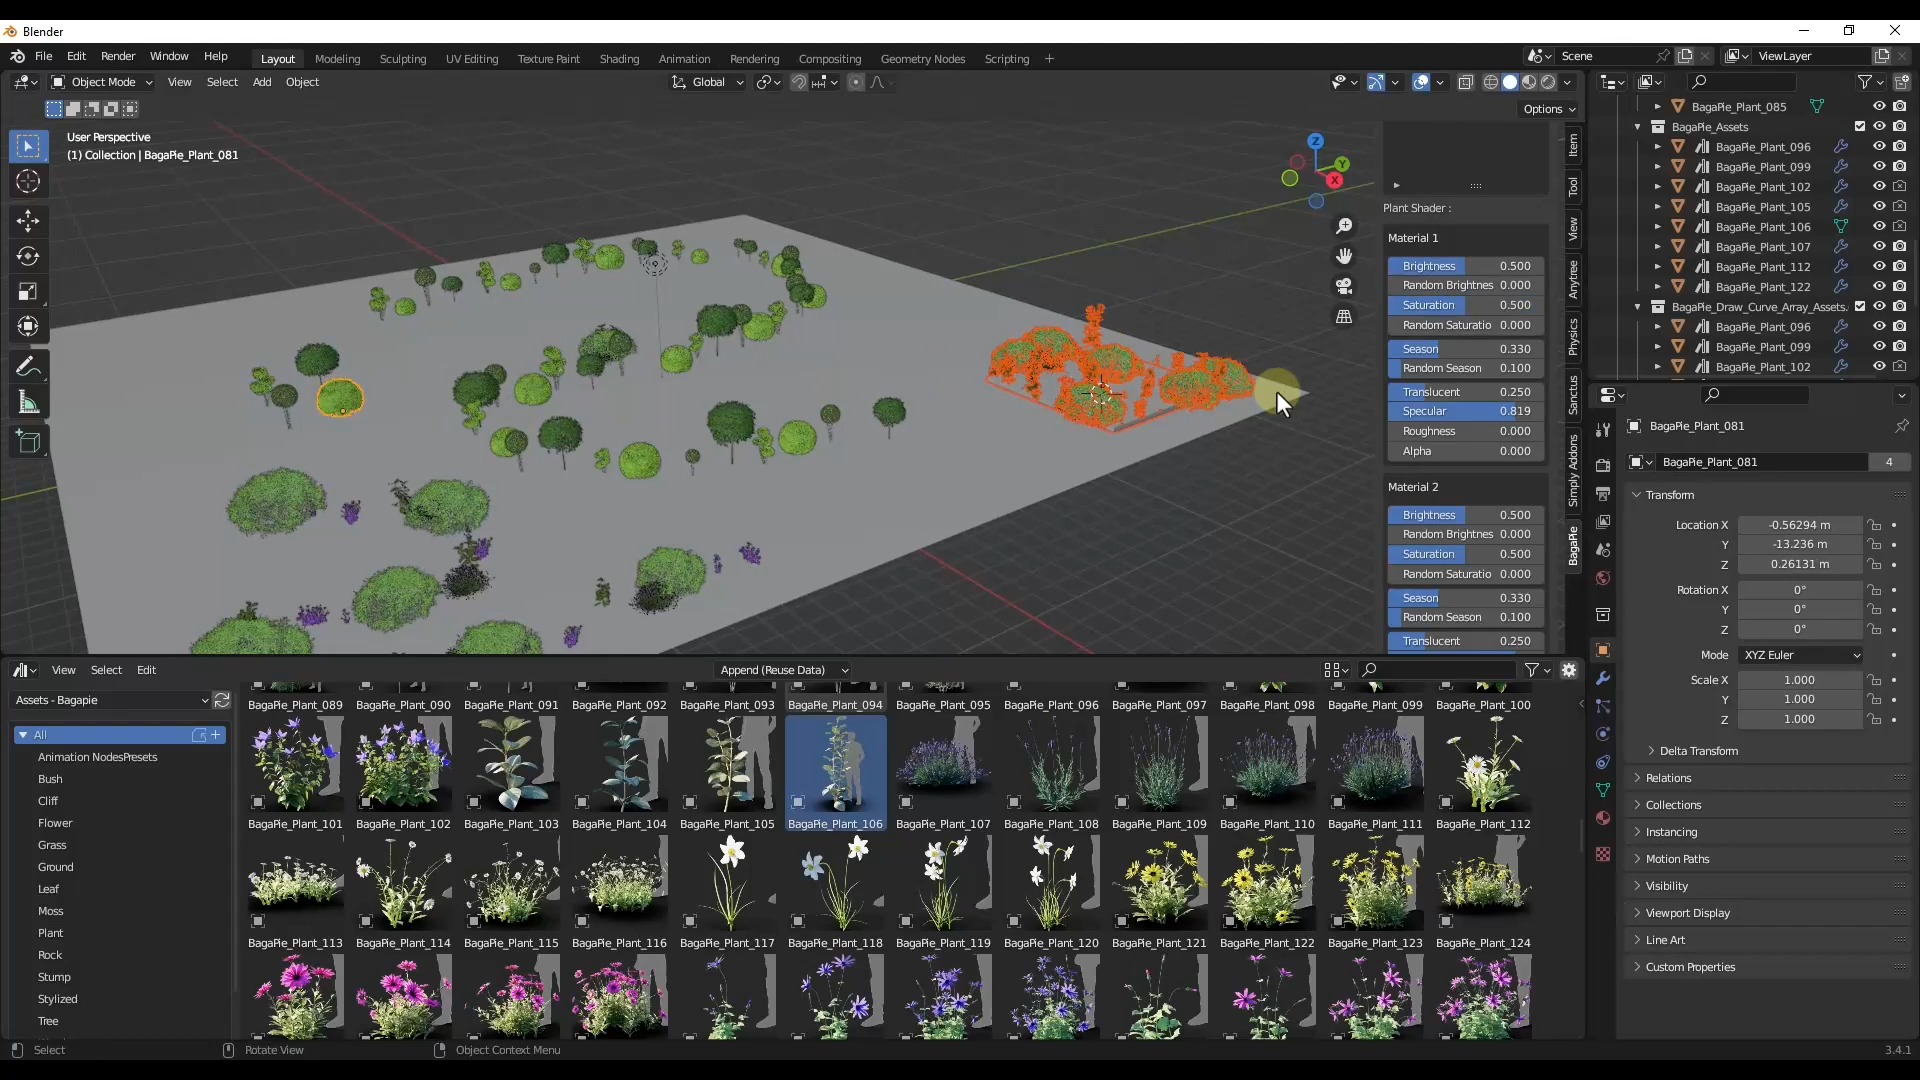 Blender
File Edit Render Window Help
Layout Modeling Sculpting UV Editing Texture Paint Shading Animation Rendering Compositing Geometry Nodes Scripting +
Scene
ViewLayer
Object Mode View Select Add Object
Global
Options
User Perspective
(1) Collection | BagaPie_Plant_081
Z
Y
X
Item
Tool
View
Anytree
Physics
Sanctus
Simply Addons
BagaPie
Plant Shader :
Material 1
Brightness 0.500
Random Brightnes 0.000
Saturation 0.500
Random Saturatio 0.000
Season 0.330
Random Season 0.100
Translucent 0.250
Specular 0.819
Roughness 0.000
Alpha 0.000
Material 2
Brightness 0.500
Random Brightnes 0.000
Saturation 0.500
Random Saturatio 0.000
Season 0.330
Random Season 0.100
Translucent 0.250
BagaPie_Plant_085
BagaPie_Assets
BagaPie_Plant_096
BagaPie_Plant_099
BagaPie_Plant_102
BagaPie_Plant_105
BagaPie_Plant_106
BagaPie_Plant_107
BagaPie_Plant_112
BagaPie_Plant_122
BagaPie_Draw_Curve_Array_Assets.
BagaPie_Plant_096
BagaPie_Plant_099
BagaPie_Plant_102
BagaPie_Plant_081
BagaPie_Plant_081 4
Transform
Location X -0.56294 m
Y -13.236 m
Z 0.26131 m
Rotation X 0°
Y 0°
Z 0°
Mode XYZ Euler
Scale X 1.000
Y 1.000
Z 1.000
Delta Transform
Relations
Collections
Instancing
Motion Paths
Visibility
Viewport Display
Line Art
Custom Properties
View Select Edit
Append (Reuse Data)
Assets - Bagapie
All
Animation NodesPresets
Bush
Cliff
Flower
Grass
Ground
Leaf
Moss
Plant
Rock
Stump
Stylized
Tree
BagaPie_Plant_089 BagaPie_Plant_090 BagaPie_Plant_091 BagaPie_Plant_092 BagaPie_Plant_093 BagaPie_Plant_094 BagaPie_Plant_095 BagaPie_Plant_096 BagaPie_Plant_097 BagaPie_Plant_098 BagaPie_Plant_099 BagaPie_Plant_100
BagaPie_Plant_101 BagaPie_Plant_102 BagaPie_Plant_103 BagaPie_Plant_104 BagaPie_Plant_105 BagaPie_Plant_106 BagaPie_Plant_107 BagaPie_Plant_108 BagaPie_Plant_109 BagaPie_Plant_110 BagaPie_Plant_111 BagaPie_Plant_112
BagaPie_Plant_113 BagaPie_Plant_114 BagaPie_Plant_115 BagaPie_Plant_116 BagaPie_Plant_117 BagaPie_Plant_118 BagaPie_Plant_119 BagaPie_Plant_120 BagaPie_Plant_121 BagaPie_Plant_122 BagaPie_Plant_123 BagaPie_Plant_124
Select
Rotate View
Object Context Menu
3.4.1